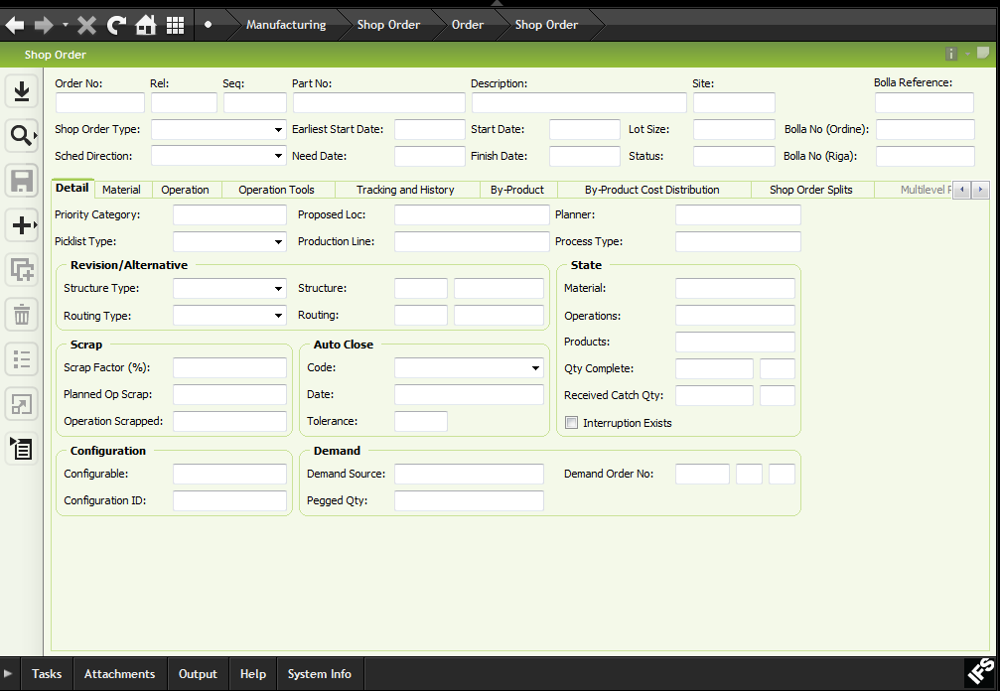 Manufacturing Shop Order Order Shop Order
Shop Order
Order No: Rel: Seq: Part No: Description: Site: Bolla Reference:
Shop Order Type: Earliest Start Date: Start Date: Lot Size: Bolla No (Ordine):
Sched Direction: Need Date: Finish Date: Status: Bolla No (Riga):
Detail Material Operation Operation Tools Tracking and History By-Product By-Product Cost Distribution Shop Order Splits Multilevel
Priority Category: Proposed Loc: Planner:
Picklist Type: Production Line: Process Type:
Revision/Alternative State
Structure Type: Structure: Material:
Routing Type: Routing: Operations:
Products:
Scrap Auto Close
Scrap Factor (%): Code: Qty Complete:
Planned Op Scrap: Date: Received Catch Qty:
Operation Scrapped: Tolerance: Interruption Exists
Configuration Demand
Configurable: Demand Source: Demand Order No:
Configuration ID: Pegged Qty:
Tasks Attachments Output Help System Info
IFS